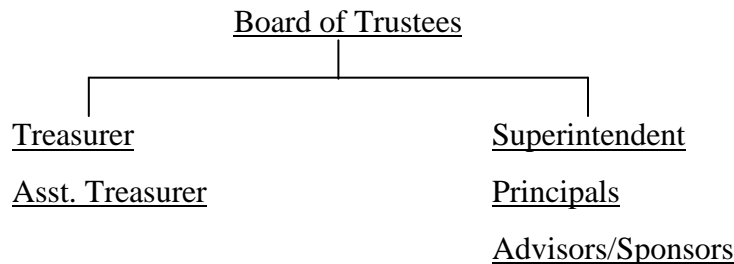 Board of Trustees
Treasurer
Superintendent
Asst. Treasurer
Principals
Advisors/Sponsors